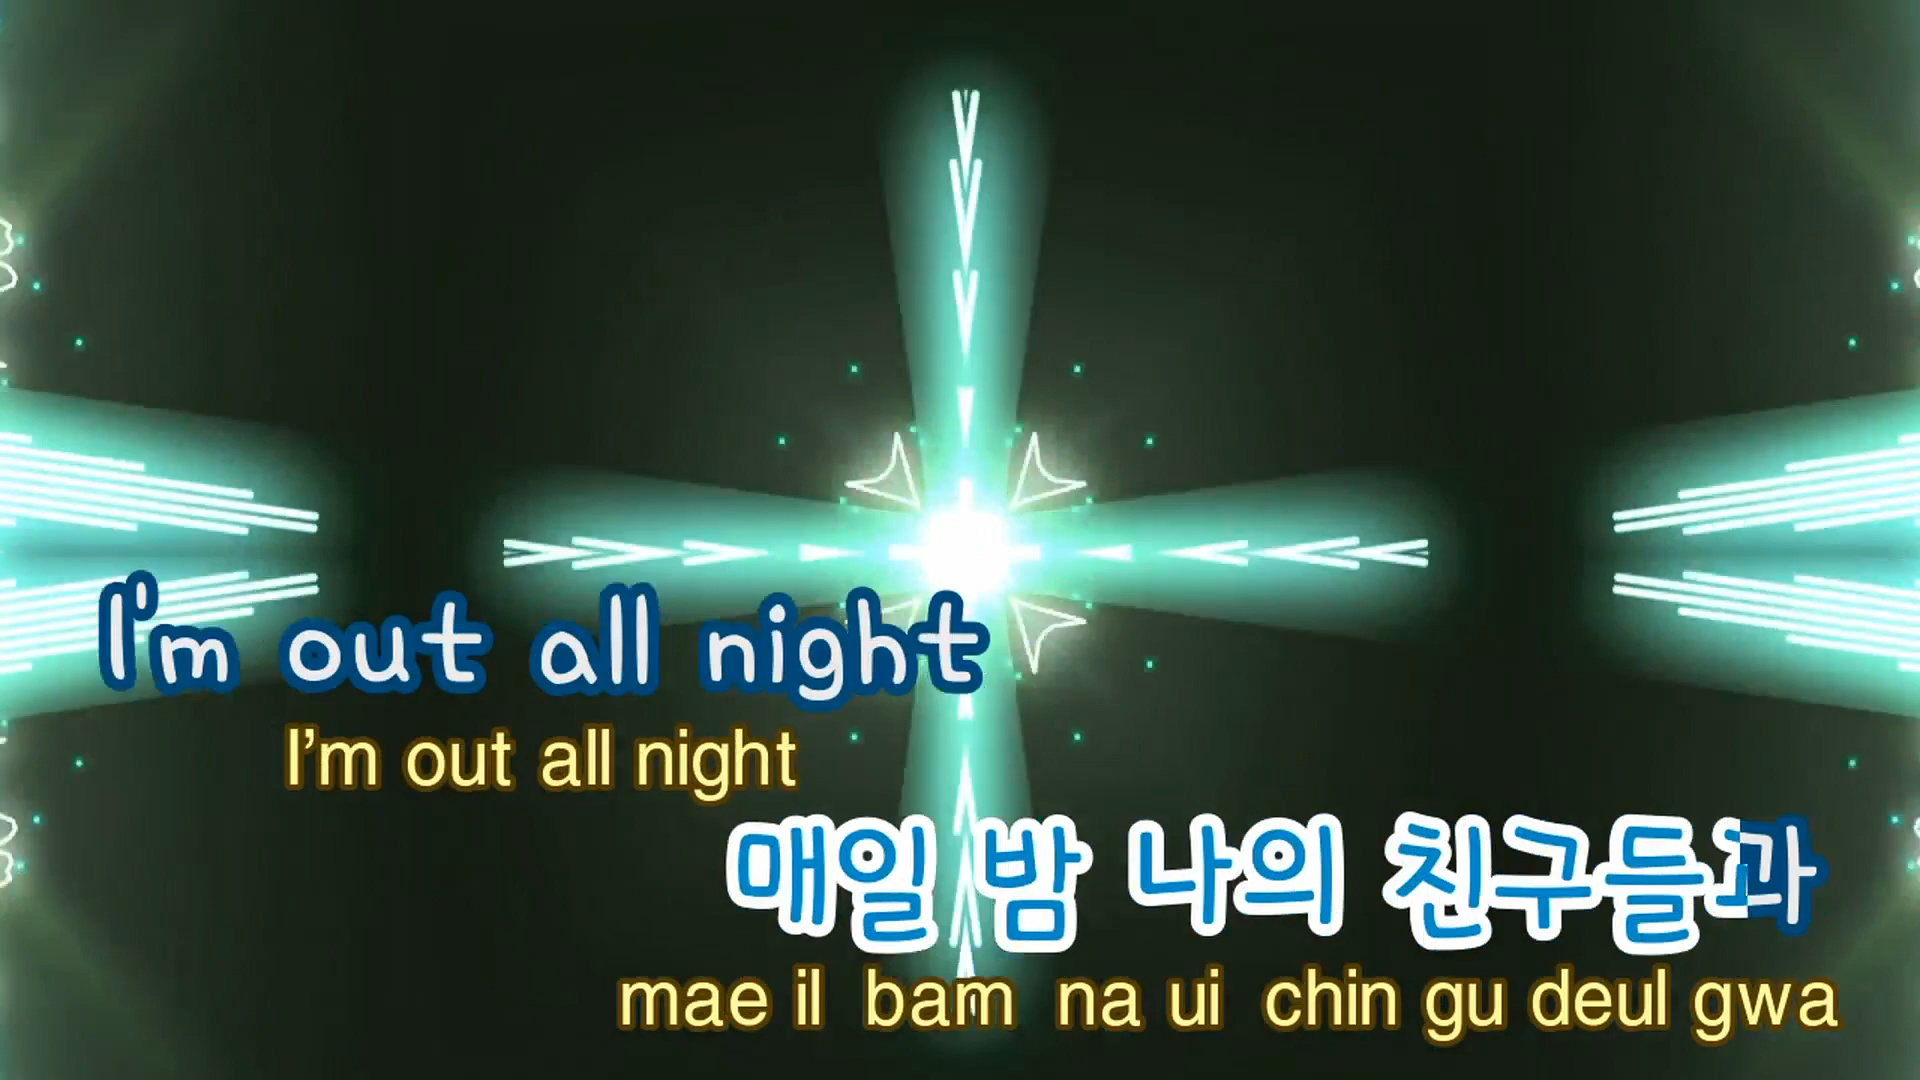 I'm out all night
I’m out all night
매일 밤 나의 친구들과
mae il bam na ui chin gu deul gwa